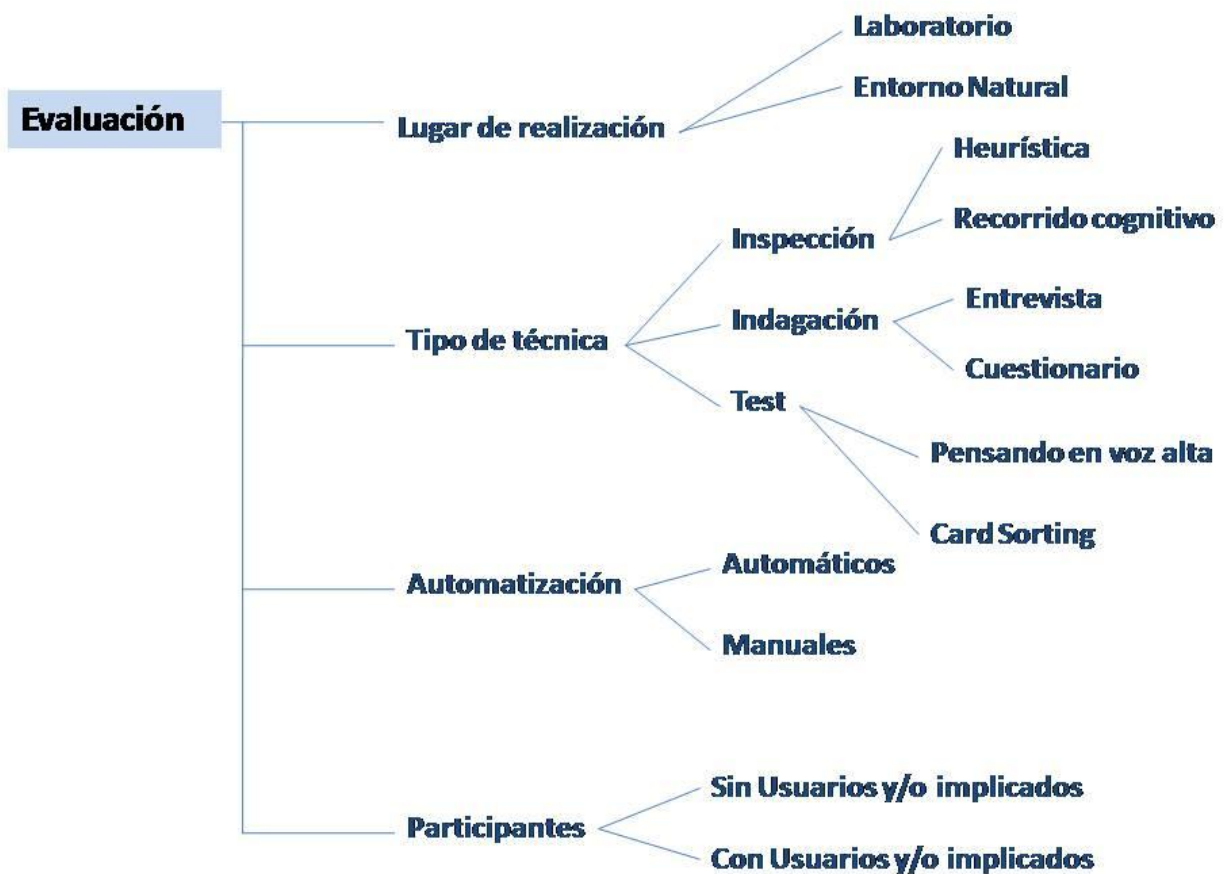 Evaluación
Lugar de realización
Laboratorio
Entorno Natural
Tipo de técnica
Inspección
Heurística
Recorrido cognitivo
Indagación
Entrevista
Cuestionario
Test
Pensando en voz alta
Card Sorting
Automatización
Automáticos
Manuales
Participantes
Sin Usuarios y/o implicados
Con Usuarios y/o implicados